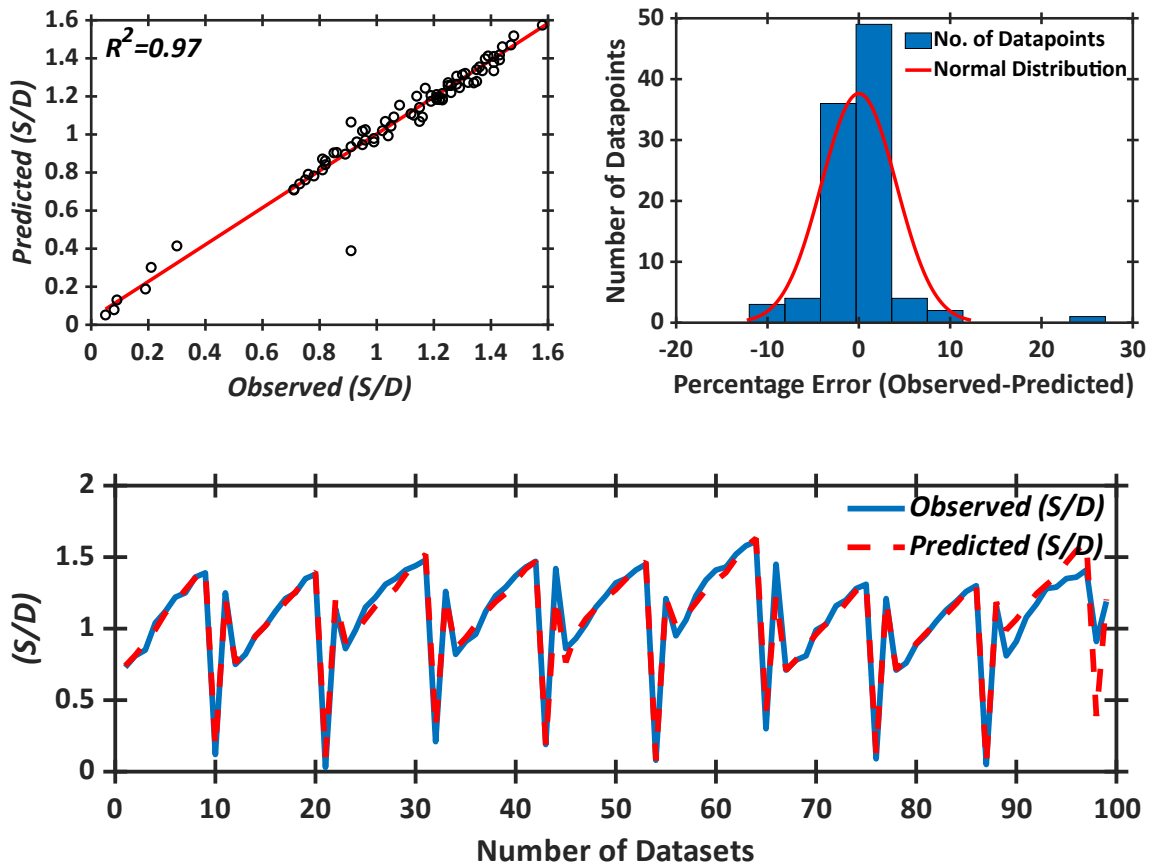 R²=0.97
Predicted (S/D)
1.6
1.4
1.2
1
0.8
0.6
0.4
0.2
0
0 0.2 0.4 0.6 0.8 1 1.2 1.4 1.6
Observed (S/D)
No. of Datapoints
Normal Distribution
Number of Datapoints
50
40
30
20
10
0
-20 -10 0 10 20 30
Percentage Error (Observed-Predicted)
Observed (S/D)
Predicted (S/D)
(S/D)
2
1.5
1
0.5
0
0 10 20 30 40 50 60 70 80 90 100
Number of Datasets